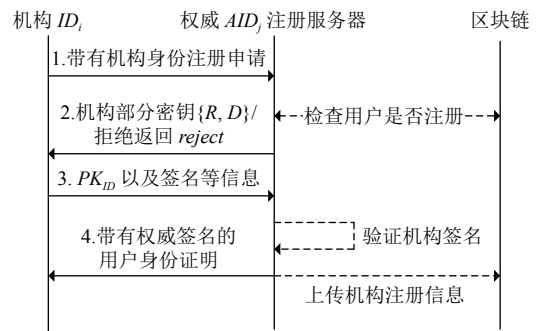 机构 ID_i
权威 AID_j 注册服务器
区块链
1.带有机构身份注册申请
2.机构部分密钥{R, D}/
拒绝返回 reject
检查用户是否注册
3. PK_ID 以及签名等信息
4.带有权威签名的
用户身份证明
验证机构签名
上传机构注册信息